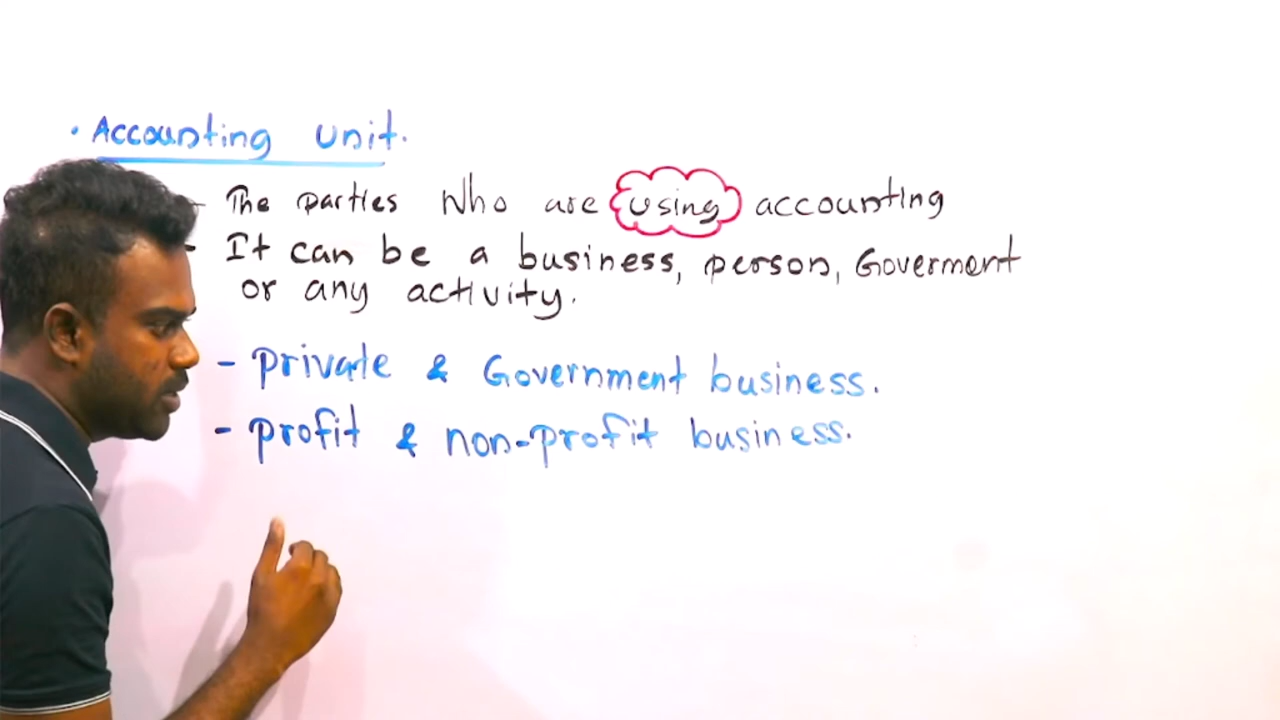 • Accounting Unit.
- The parties who are using accounting
- It can be a business, person, Goverment
or any activity.
- private & Government business.
- profit & non-profit business.